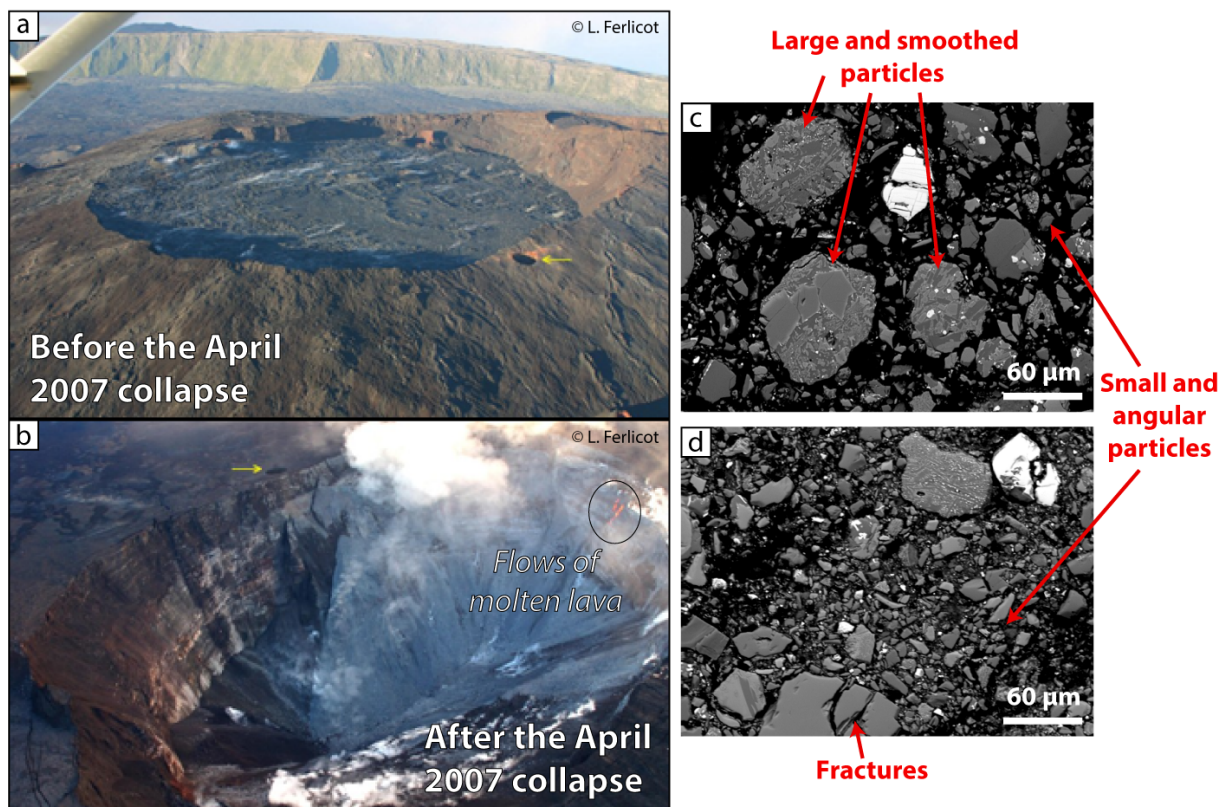 a
© L. Ferlicot
Before the April
2007 collapse
b
© L. Ferlicot
Flows of
molten lava
After the April
2007 collapse
Large and smoothed
particles
c
60 µm
Small and
angular
particles
d
60 µm
Fractures